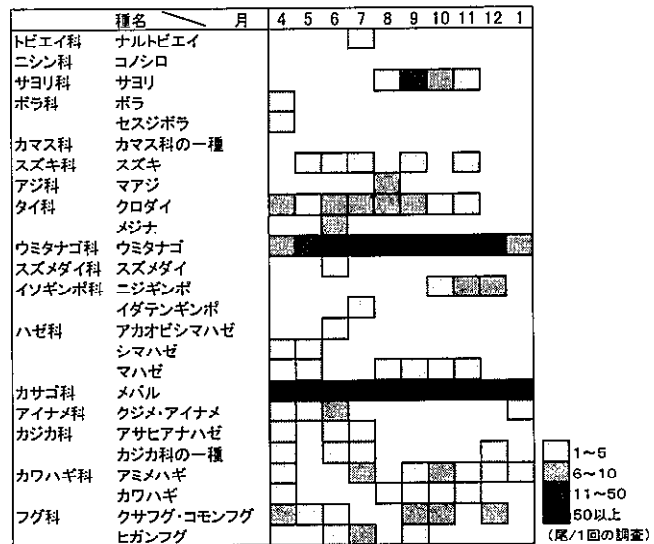 種名 月 4 5 6 7 8 9 10 11 12 1
トビエイ科 ナルトビエイ
ニシン科 コノシロ
サヨリ科 サヨリ
ボラ科 ボラ
セスジボラ
カマス科 カマス科の一種
スズキ科 スズキ
アジ科 マアジ
タイ科 クロダイ
メジナ
ウミタナゴ科 ウミタナゴ
スズメダイ科 スズメダイ
イソギンポ科 ニジギンポ
イダテンギンポ
ハゼ科 アカオビシマハゼ
シマハゼ
マハゼ
カサゴ科 メバル
アイナメ科 クジメ・アイナメ
カジカ科 アサヒアナハゼ
カジカ科の一種
カワハギ科 アミメハギ
カワハギ
フグ科 クサフグ・コモンフグ
ヒガンフグ
1~5
6~10
11~50
50以上
(尾/1回の調査)